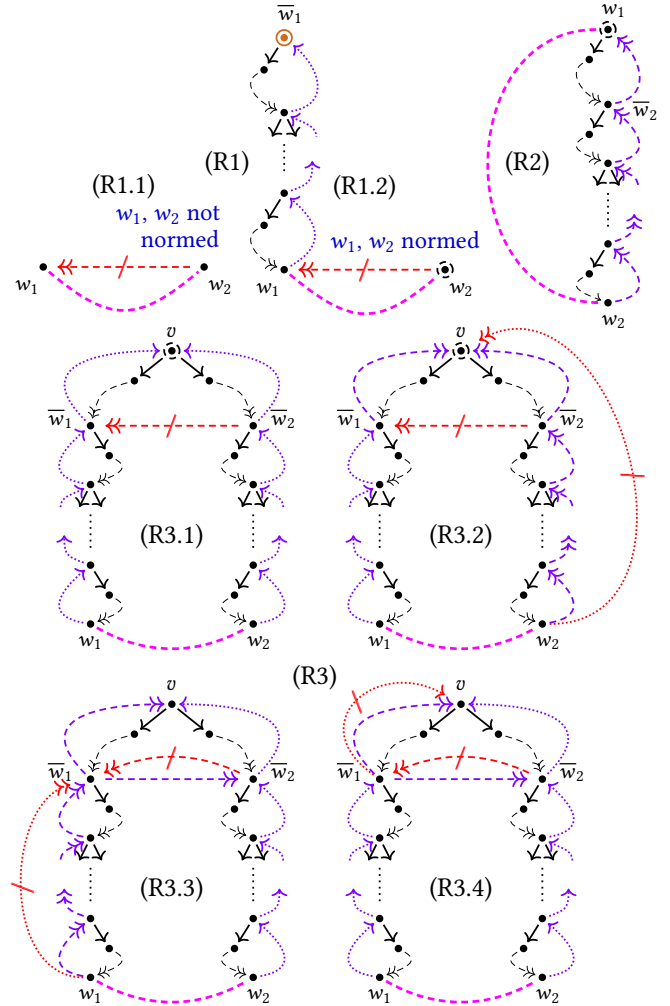 w̅₁
w₁
w̅₂
(R1)
(R2)
(R1.1)
(R1.2)
w₁, w₂ not
normed
w₁, w₂ normed
w₁
w₂
w₁
w₂
w₂
v
v
w̅₁
w̅₂
w̅₁
w̅₂
(R3.1)
(R3.2)
w₁
w₂
w₁
w₂
(R3)
v
v
w̅₁
w̅₂
w̅₁
w̅₂
(R3.3)
(R3.4)
w₁
w₂
w₁
w₂